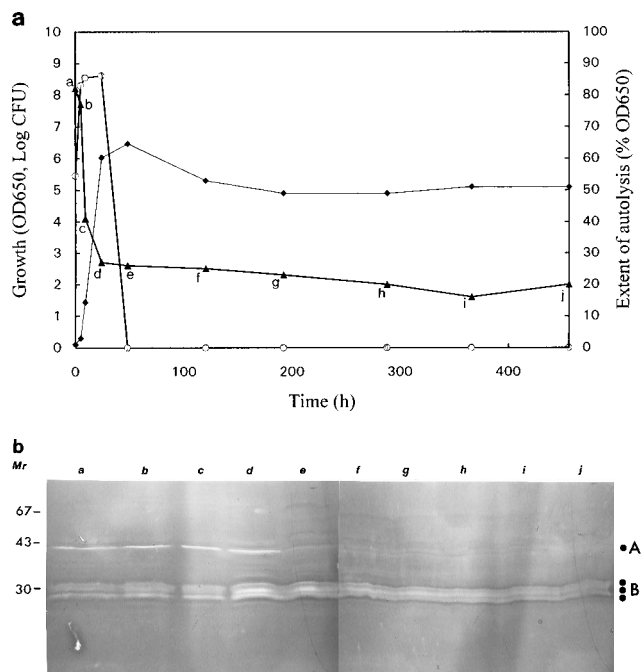 a
Growth (OD650, Log CFU)
10
9
8
7
6
5
4
3
2
1
0
Extent of autolysis (% OD650)
100
90
80
70
60
50
40
30
20
10
0
a
b
c
d
e
f
g
h
i
j
0 100 200 300 400
Time (h)
b
Mr a b c d e f g h i j
67
43
30
A
B